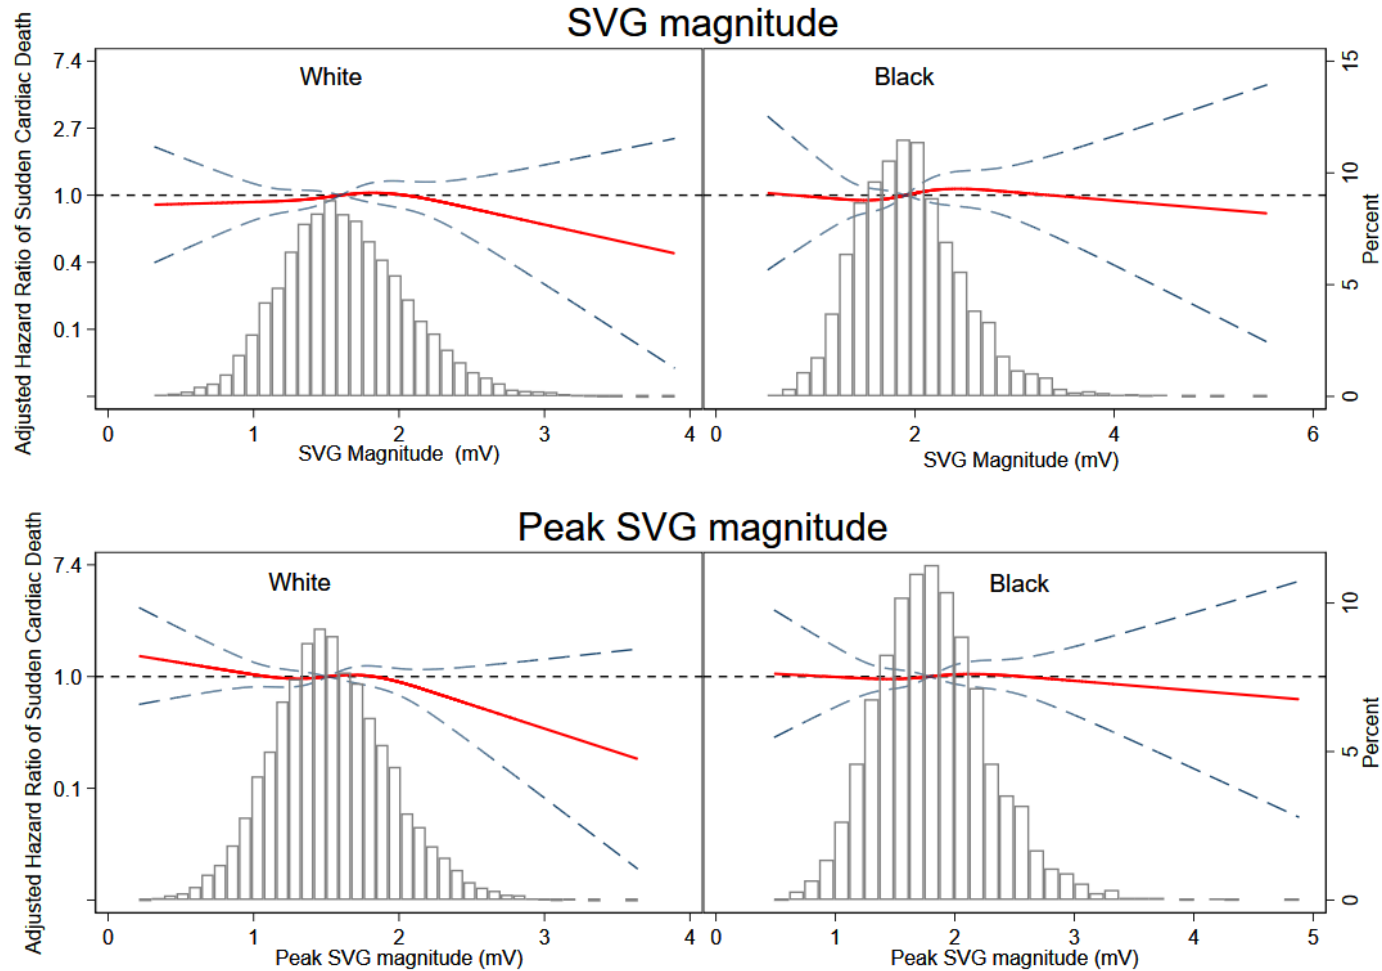 SVG magnitude
Adjusted Hazard Ratio of Sudden Cardiac Death
7.4
2.7
1.0
0.4
0.1
White
Black
15
10
5
0
Percent
0 1 2 3 4
SVG Magnitude (mV)
0 2 4 6
SVG Magnitude (mV)
Peak SVG magnitude
Adjusted Hazard Ratio of Sudden Cardiac Death
7.4
1.0
0.1
White
Black
10
5
0
Percent
0 1 2 3 4
Peak SVG magnitude (mV)
0 1 2 3 4 5
Peak SVG magnitude (mV)